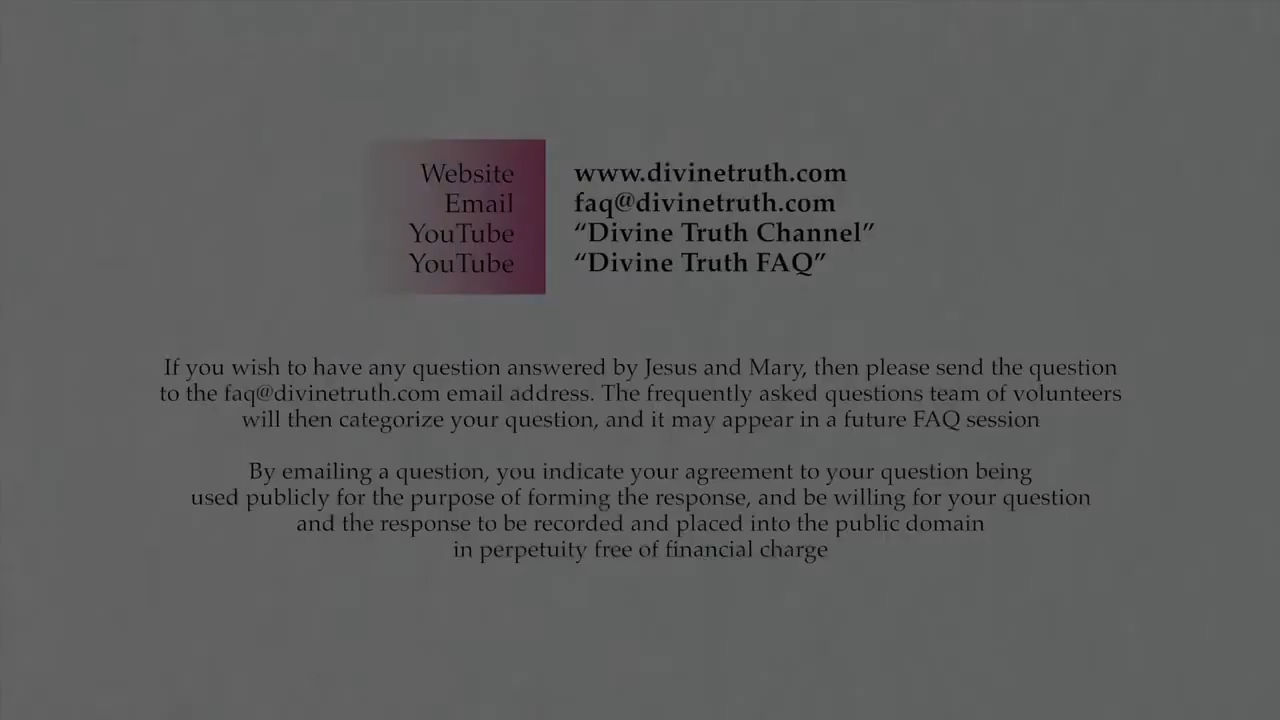 Website www.divinetruth.com
Email faq@divinetruth.com
YouTube “Divine Truth Channel”
YouTube “Divine Truth FAQ”
If you wish to have any question answered by Jesus and Mary, then please send the question
to the faq@divinetruth.com email address. The frequently asked questions team of volunteers
will then categorize your question, and it may appear in a future FAQ session
By emailing a question, you indicate your agreement to your question being
used publicly for the purpose of forming the response, and be willing for your question
and the response to be recorded and placed into the public domain
in perpetuity free of financial charge